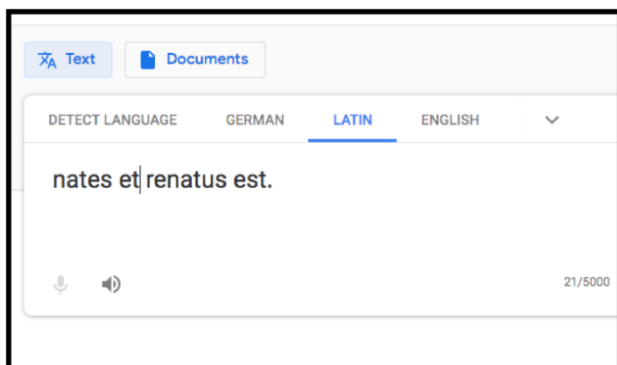 Text Documents
DETECT LANGUAGE GERMAN LATIN ENGLISH
nates et renatus est.
21/5000